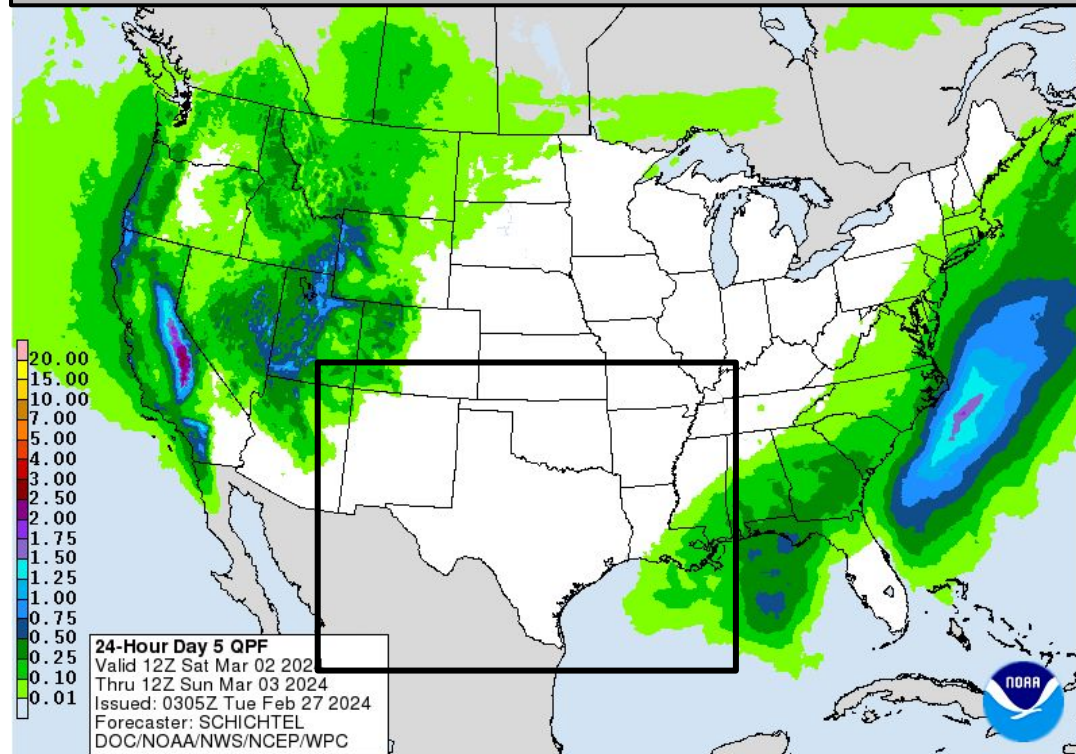 20.00
15.00
10.00
7.00
5.00
4.00
3.00
2.50
2.00
1.75
1.50
1.25
1.00
0.75
0.50
0.25
0.10
0.01
24-Hour Day 5 QPF
Valid 12Z Sat Mar 02 202
Thru 12Z Sun Mar 03 2024
Issued: 0305Z Tue Feb 27 2024
Forecaster: SCHICHTEL
DOC/NOAA/NWS/NCEP/WPC
NOAA